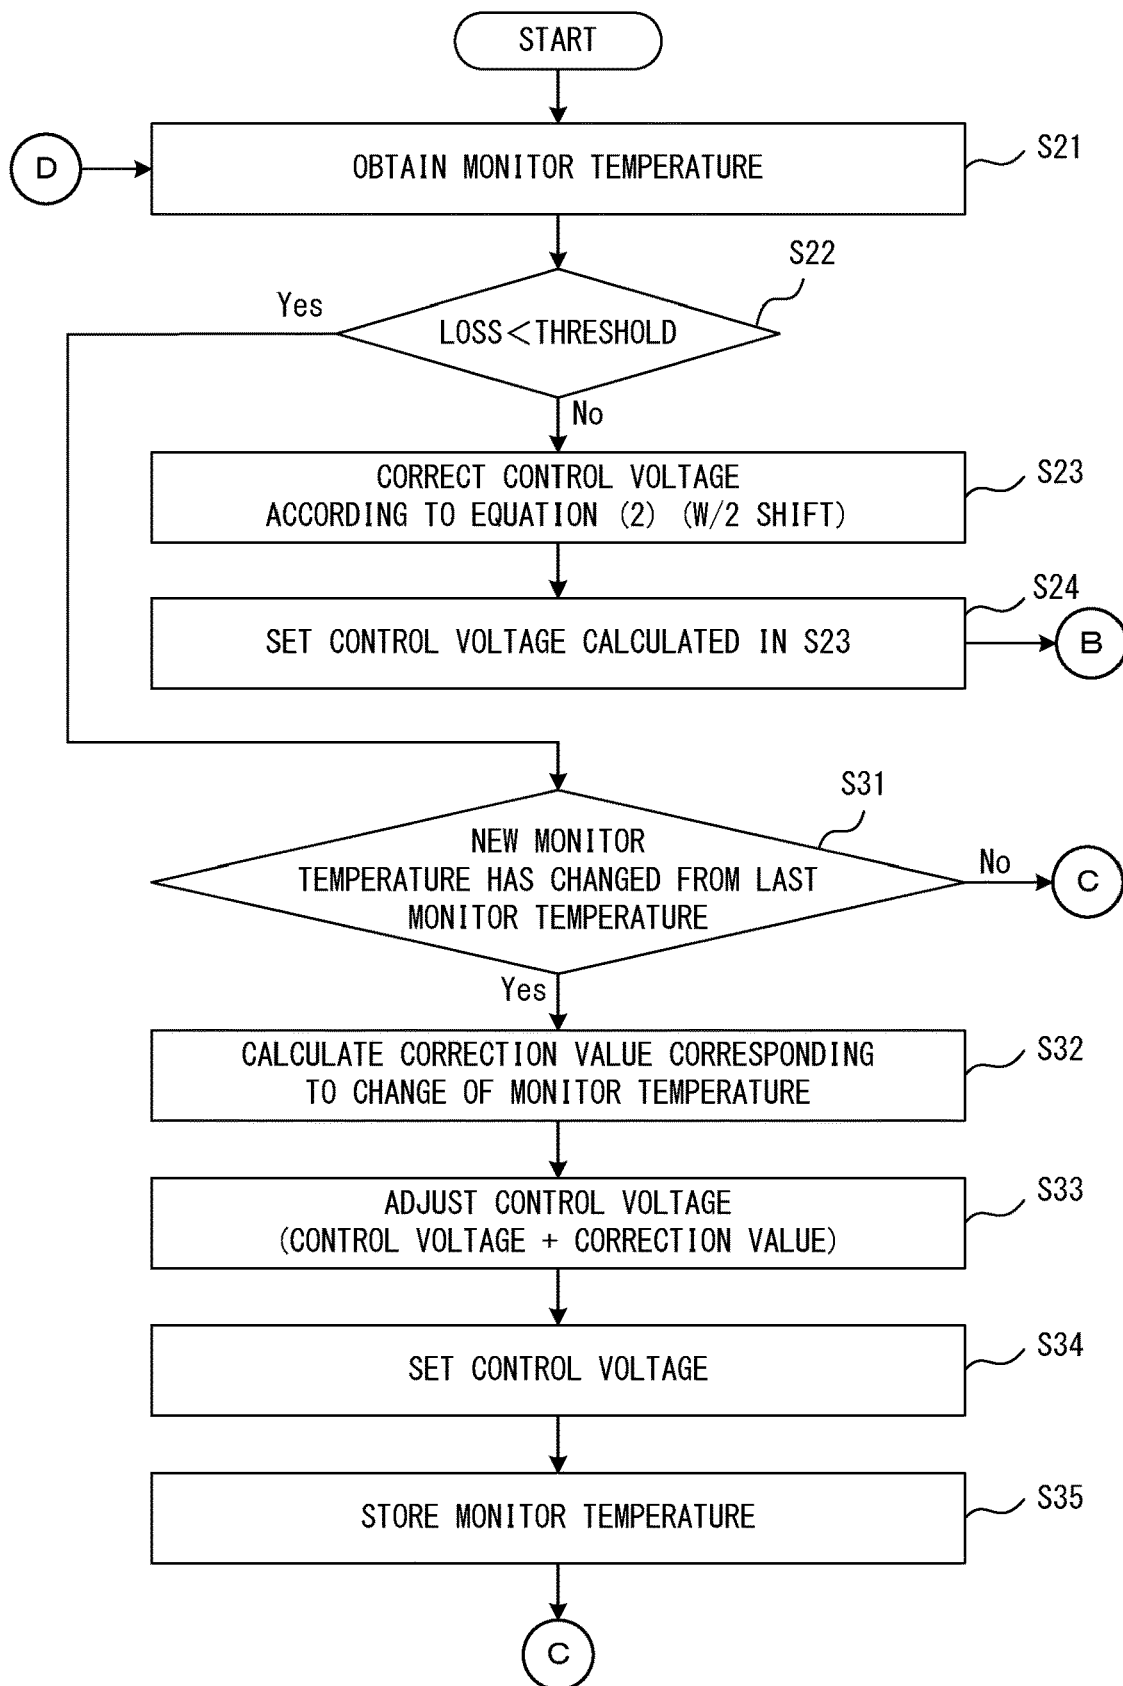 START
D
OBTAIN MONITOR TEMPERATURE
S21
S22
Yes
LOSS<THRESHOLD
No
CORRECT CONTROL VOLTAGE
ACCORDING TO EQUATION (2) (W/2 SHIFT)
S23
SET CONTROL VOLTAGE CALCULATED IN S23
S24
B
S31
NEW MONITOR
TEMPERATURE HAS CHANGED FROM LAST
MONITOR TEMPERATURE
No
C
Yes
CALCULATE CORRECTION VALUE CORRESPONDING
TO CHANGE OF MONITOR TEMPERATURE
S32
ADJUST CONTROL VOLTAGE
(CONTROL VOLTAGE + CORRECTION VALUE)
S33
SET CONTROL VOLTAGE
S34
STORE MONITOR TEMPERATURE
S35
C